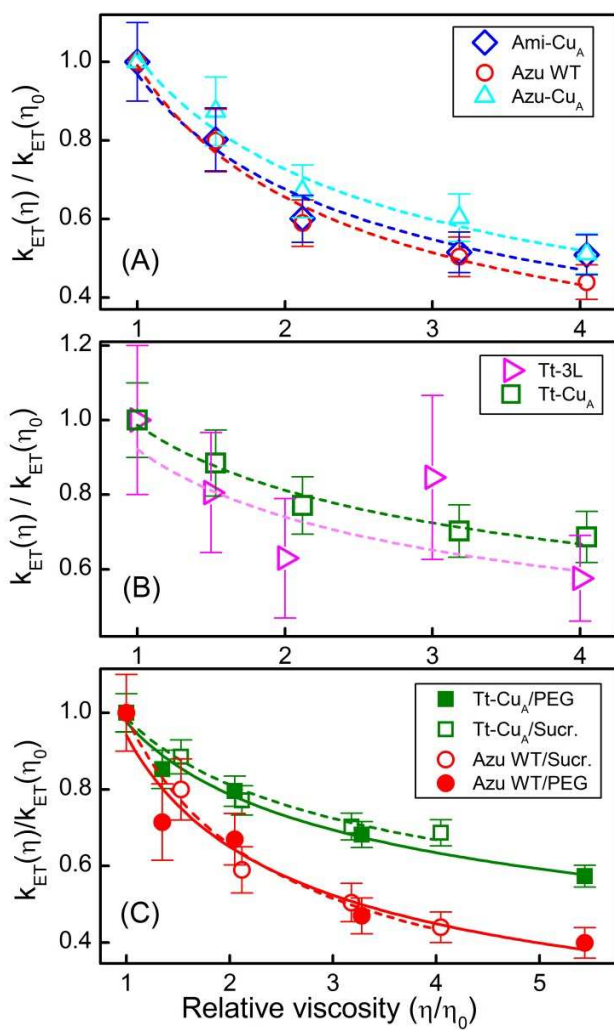 1.0
0.8
0.6
0.4
k_ET(η) / k_ET(η₀)
Ami-Cu_A
Azu WT
Azu-Cu_A
(A)
1 2 3 4
1.2
1.0
0.8
0.6
k_ET(η) / k_ET(η₀)
Tt-3L
Tt-Cu_A
(B)
1 2 3 4
1.0
0.8
0.6
0.4
k_ET(η)/k_ET(η₀)
Tt-Cu_A/PEG
Tt-Cu_A/Sucr.
Azu WT/Sucr.
Azu WT/PEG
(C)
1 2 3 4 5
Relative viscosity (η/η₀)